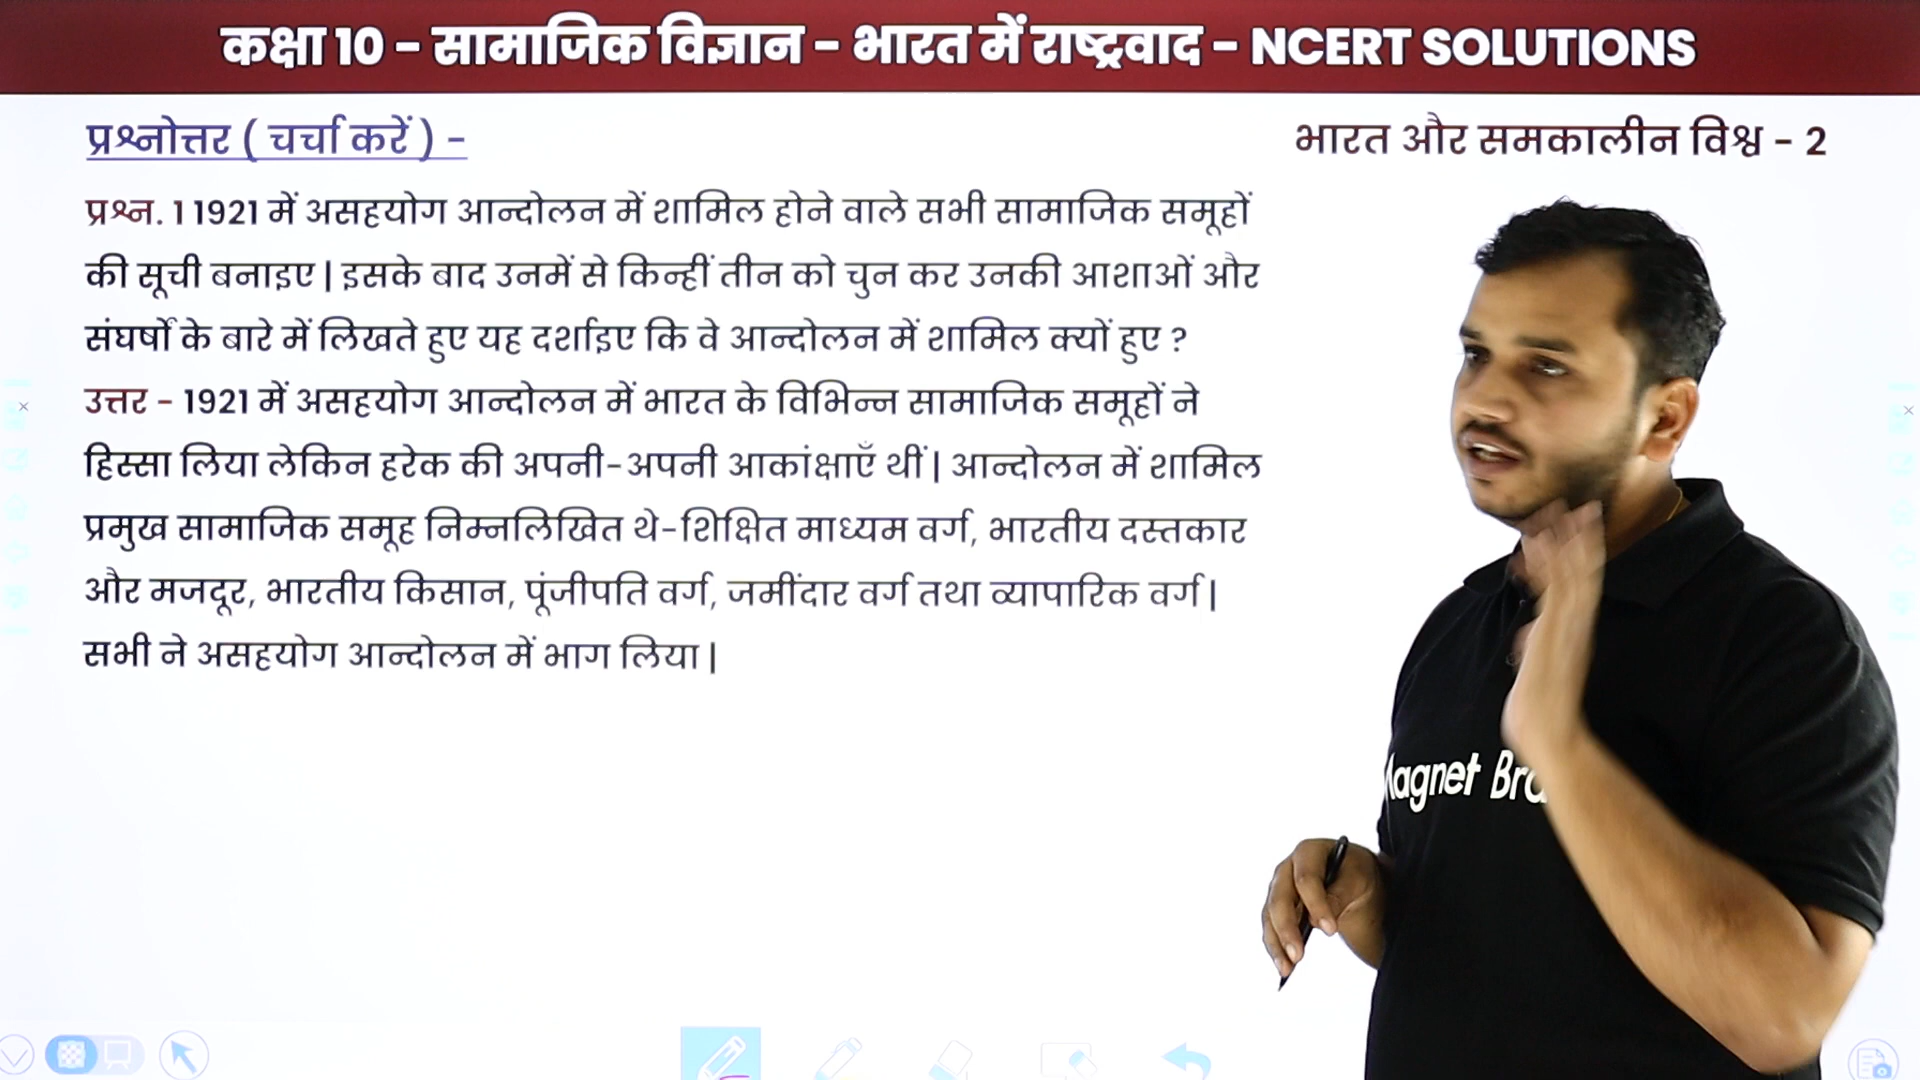 कक्षा 10 – सामाजिक विज्ञान – भारत में राष्ट्रवाद – NCERT SOLUTIONS
प्रश्नोत्तर ( चर्चा करें ) –
भारत और समकालीन विश्व – 2
प्रश्न. 1 1921 में असहयोग आन्दोलन में शामिल होने वाले सभी सामाजिक समूहों
की सूची बनाइए | इसके बाद उनमें से किन्हीं तीन को चुन कर उनकी आशाओं और
संघर्षों के बारे में लिखते हुए यह दर्शाइए कि वे आन्दोलन में शामिल क्यों हुए ?
उत्तर – 1921 में असहयोग आन्दोलन में भारत के विभिन्न सामाजिक समूहों ने
हिस्सा लिया लेकिन हरेक की अपनी-अपनी आकांक्षाएँ थीं | आन्दोलन में शामिल
प्रमुख सामाजिक समूह निम्नलिखित थे-शिक्षित माध्यम वर्ग, भारतीय दस्तकार
और मजदूर, भारतीय किसान, पूंजीपति वर्ग, जमींदार वर्ग तथा व्यापारिक वर्ग |
सभी ने असहयोग आन्दोलन में भाग लिया |
Magnet